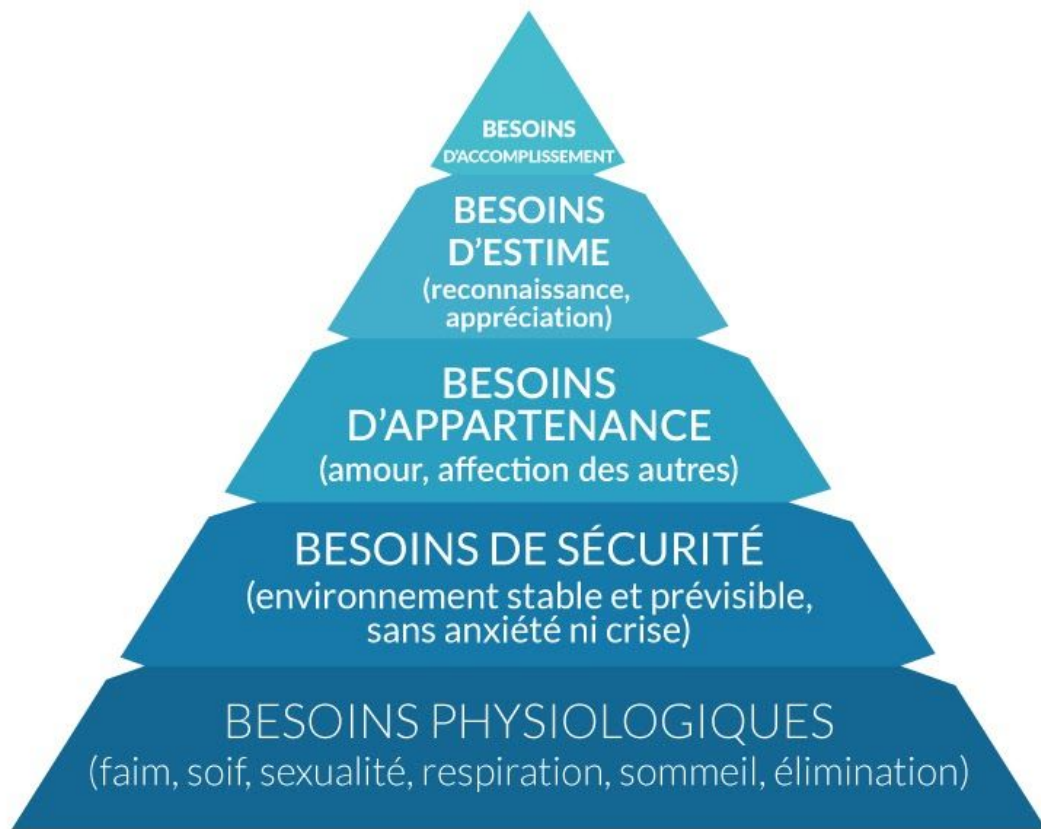 BESOINS
D'ACCOMPLISSEMENT
BESOINS
D'ESTIME
(reconnaissance,
appréciation)
BESOINS
D'APPARTENANCE
(amour, affection des autres)
BESOINS DE SÉCURITÉ
(environnement stable et prévisible,
sans anxiété ni crise)
BESOINS PHYSIOLOGIQUES
(faim, soif, sexualité, respiration, sommeil, élimination)